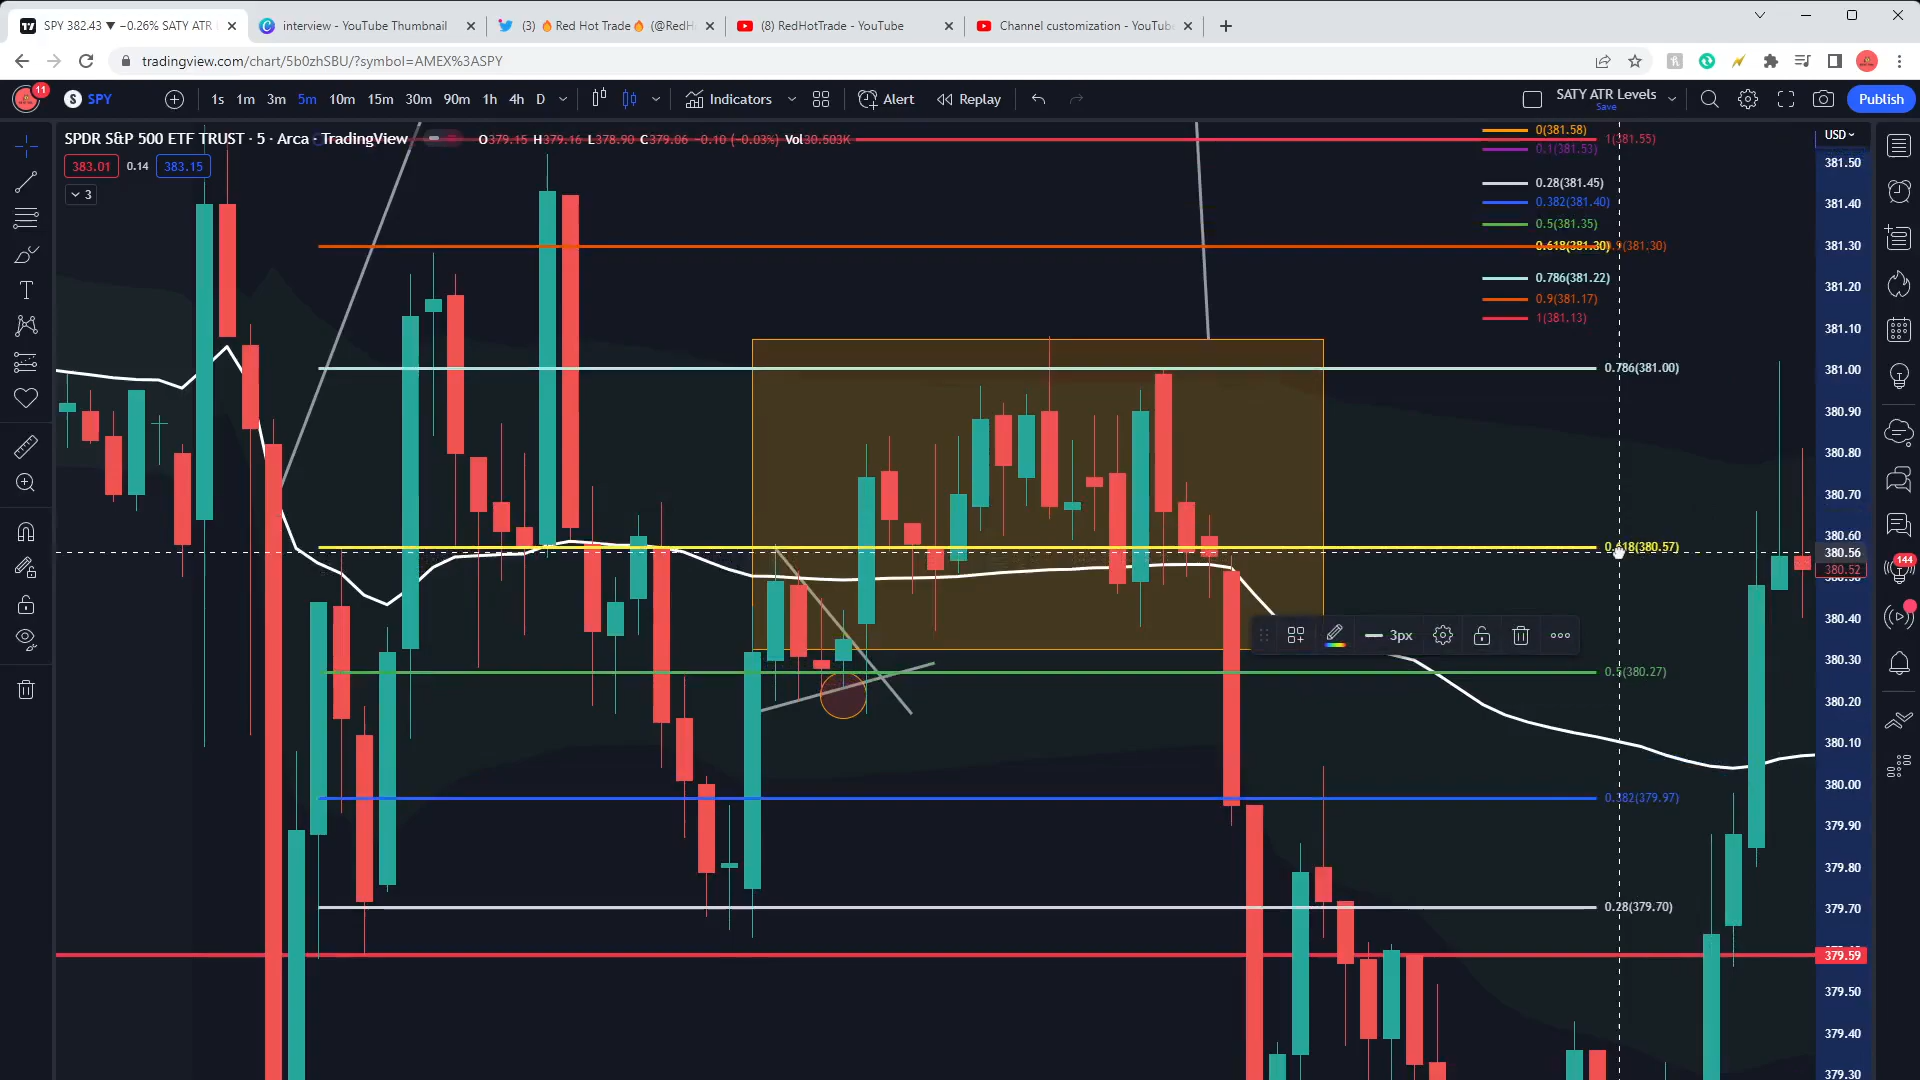 SPY 382.43 ▼ −0.26% SATY ATR
interview - YouTube Thumbnail
(3) 🔥 Red Hot Trade🔥 (@RedH
(8) RedHotTrade - YouTube
Channel customization - YouTube
tradingview.com/chart/5b0zhSBU/?symbol=AMEX%3ASPY
11
S SPY
1s 1m 3m 5m 10m 15m 30m 90m 1h 4h D
Indicators
Alert
Replay
SATY ATR Levels
Save
Publish
SPDR S&P 500 ETF TRUST · 5 · Arca · TradingView
O379.15 H379.16 L378.90 C379.06 −0.10 (−0.03%) Vol30.503K
383.01 0.14 383.15
3
USD
0(381.58)
1(381.55)
0.1(381.53)
0.28(381.45)
0.382(381.40)
0.5(381.35)
0.618(381.30)
0.9(381.30)
0.786(381.22)
0.9(381.17)
1(381.13)
0.786(381.00)
0.618(380.57)
3px
0.5(380.27)
0.382(379.97)
0.28(379.70)
381.50
381.40
381.30
381.20
381.10
381.00
380.90
380.80
380.70
380.60
380.56
380.52
380.40
380.30
380.20
380.10
380.00
379.90
379.80
379.70
379.59
379.50
379.40
379.30
144